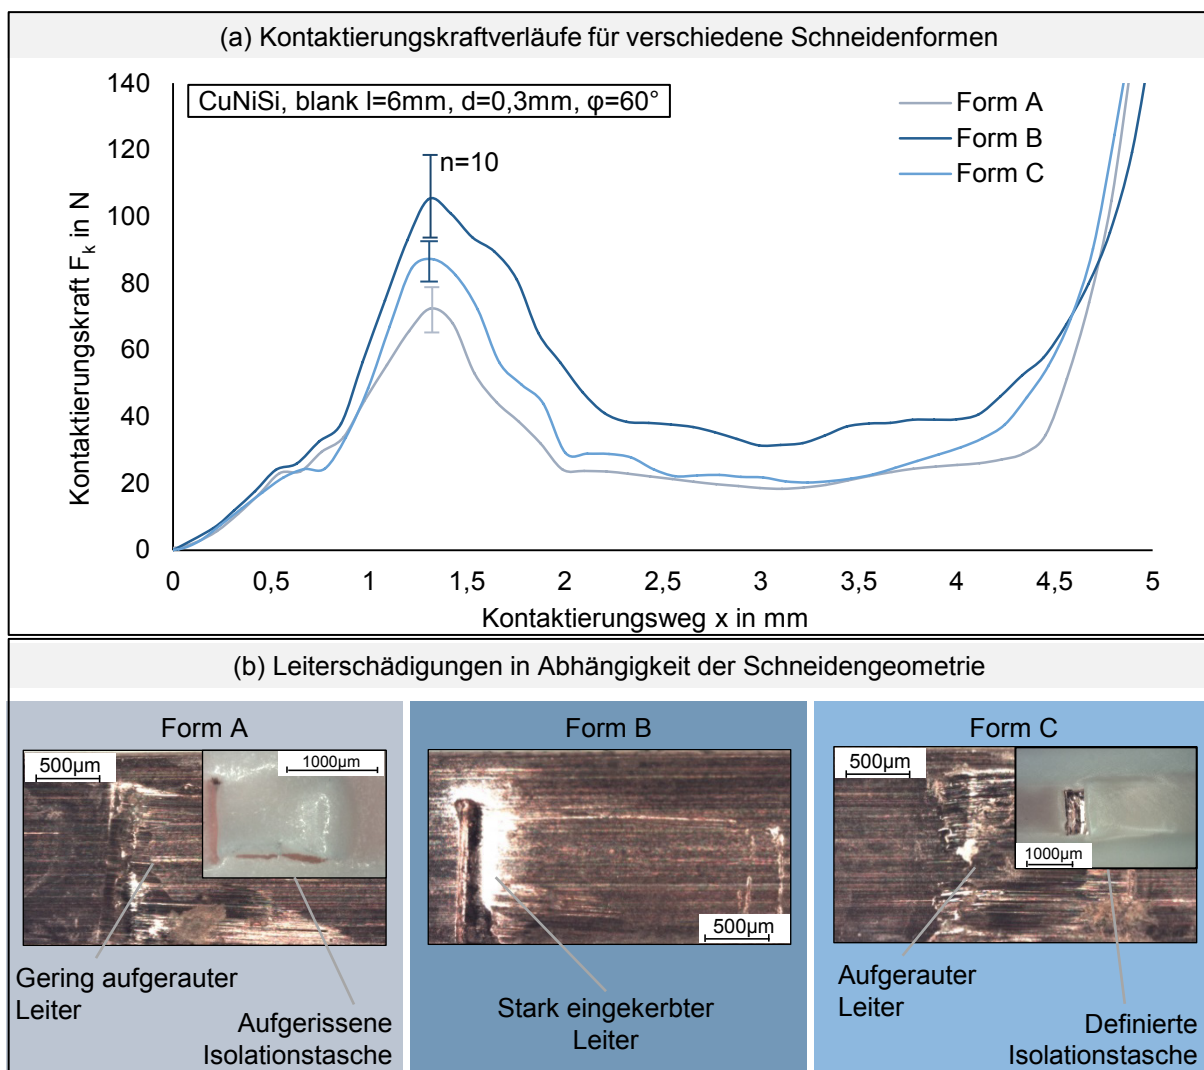 (a) Kontaktierungskraftverläufe für verschiedene Schneidenformen
CuNiSi, blank l=6mm, d=0,3mm, φ=60°
Form A
Form B
Form C
n=10
Kontaktierungskraft Fₖ in N
140
120
100
80
60
40
20
0
0 0,5 1 1,5 2 2,5 3 3,5 4 4,5 5
Kontaktierungsweg x in mm
(b) Leiterschädigungen in Abhängigkeit der Schneidengeometrie
Form A
500µm
1000µm
Gering aufgerauter
Leiter
Aufgerissene
Isolationstasche
Form B
500µm
Stark eingekerbter
Leiter
Form C
500µm
1000µm
Aufgerauter
Leiter
Definierte
Isolationstasche